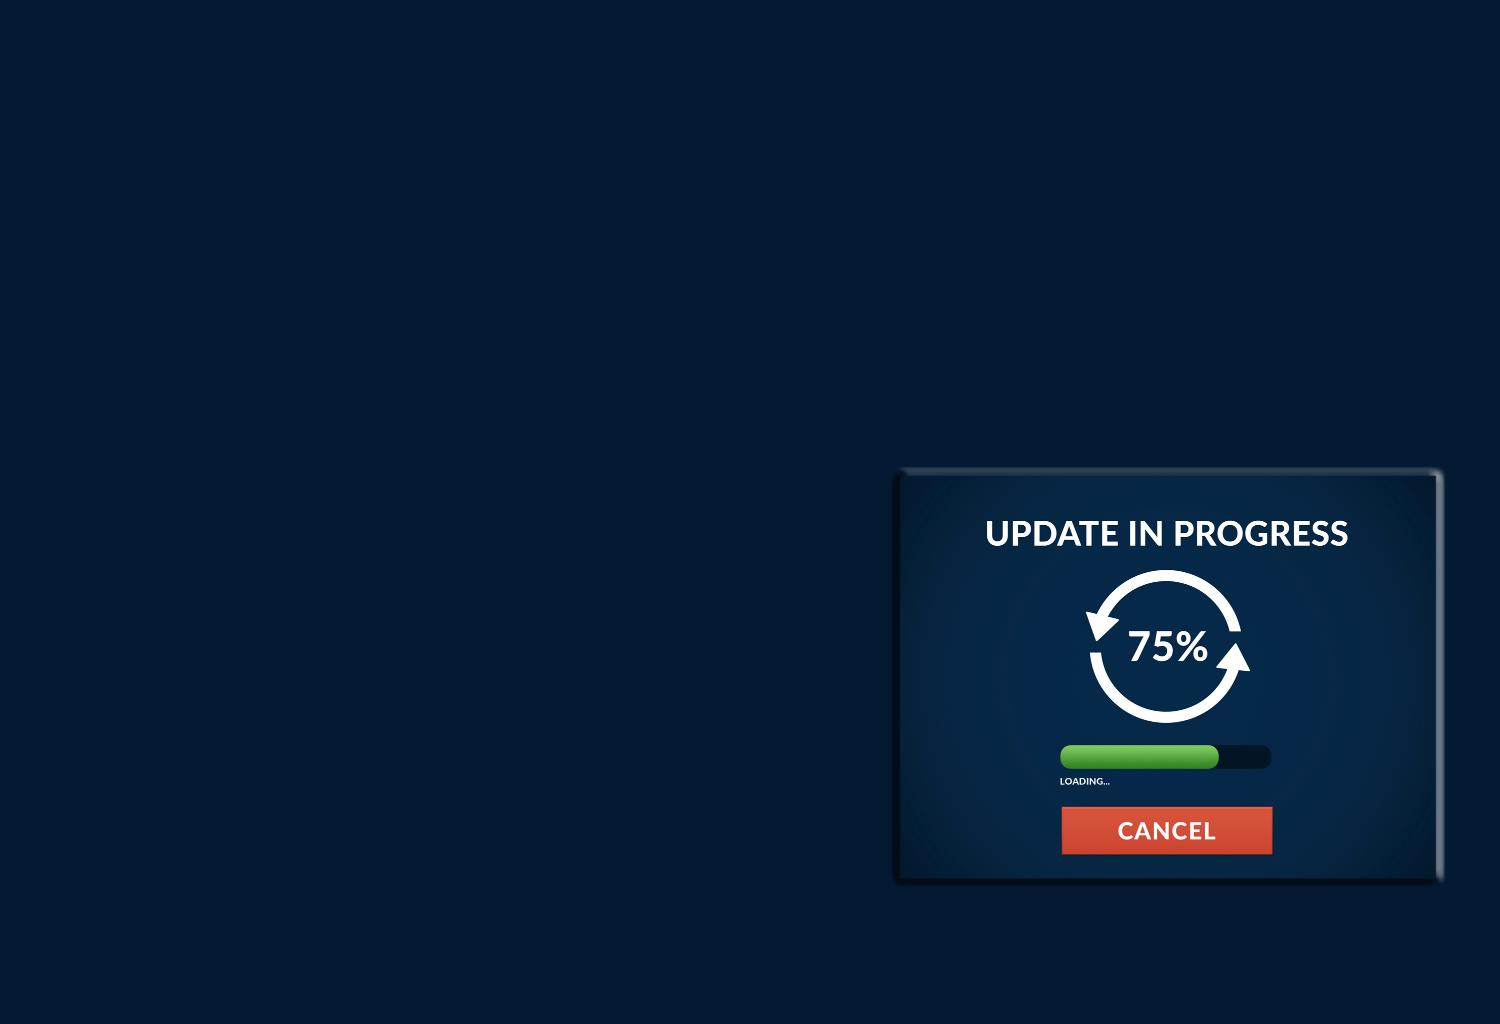 UPDATE IN PROGRESS
75%
LOADING...
CANCEL